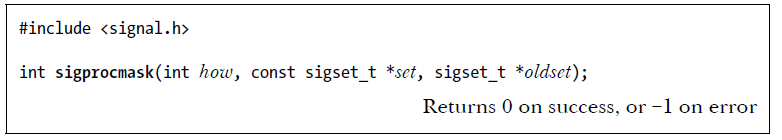 #include <signal.h>
int sigprocmask(int how, const sigset_t *set, sigset_t *oldset);
Returns 0 on success, or −1 on error